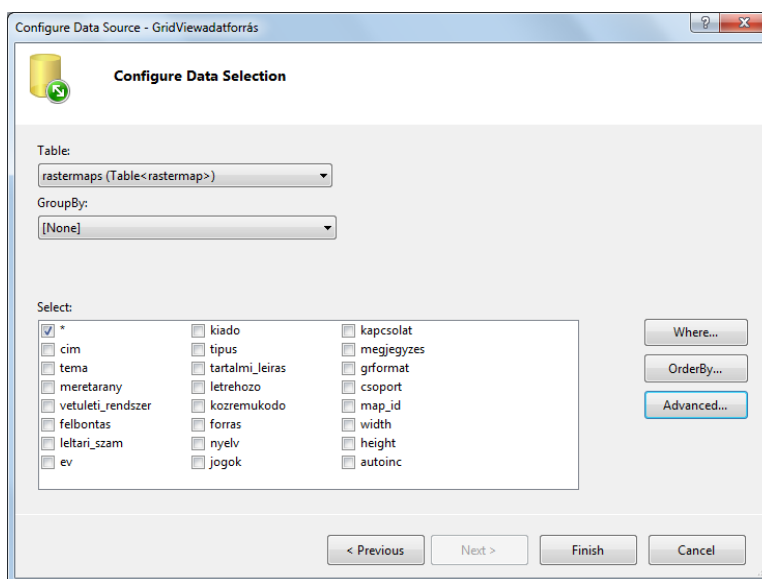 Configure Data Source - GridViewadatforrás
Configure Data Selection
Table:
rastermaps (Table<rastermap>)
GroupBy:
[None]
Select:
*
cim
tema
meretarany
vetuleti_rendszer
felbontas
leltari_szam
ev
kiado
tipus
tartalmi_leiras
letrehozo
kozremukodo
forras
nyelv
jogok
kapcsolat
megjegyzes
grformat
csoport
map_id
width
height
autoinc
Where...
OrderBy...
Advanced...
< Previous
Next >
Finish
Cancel